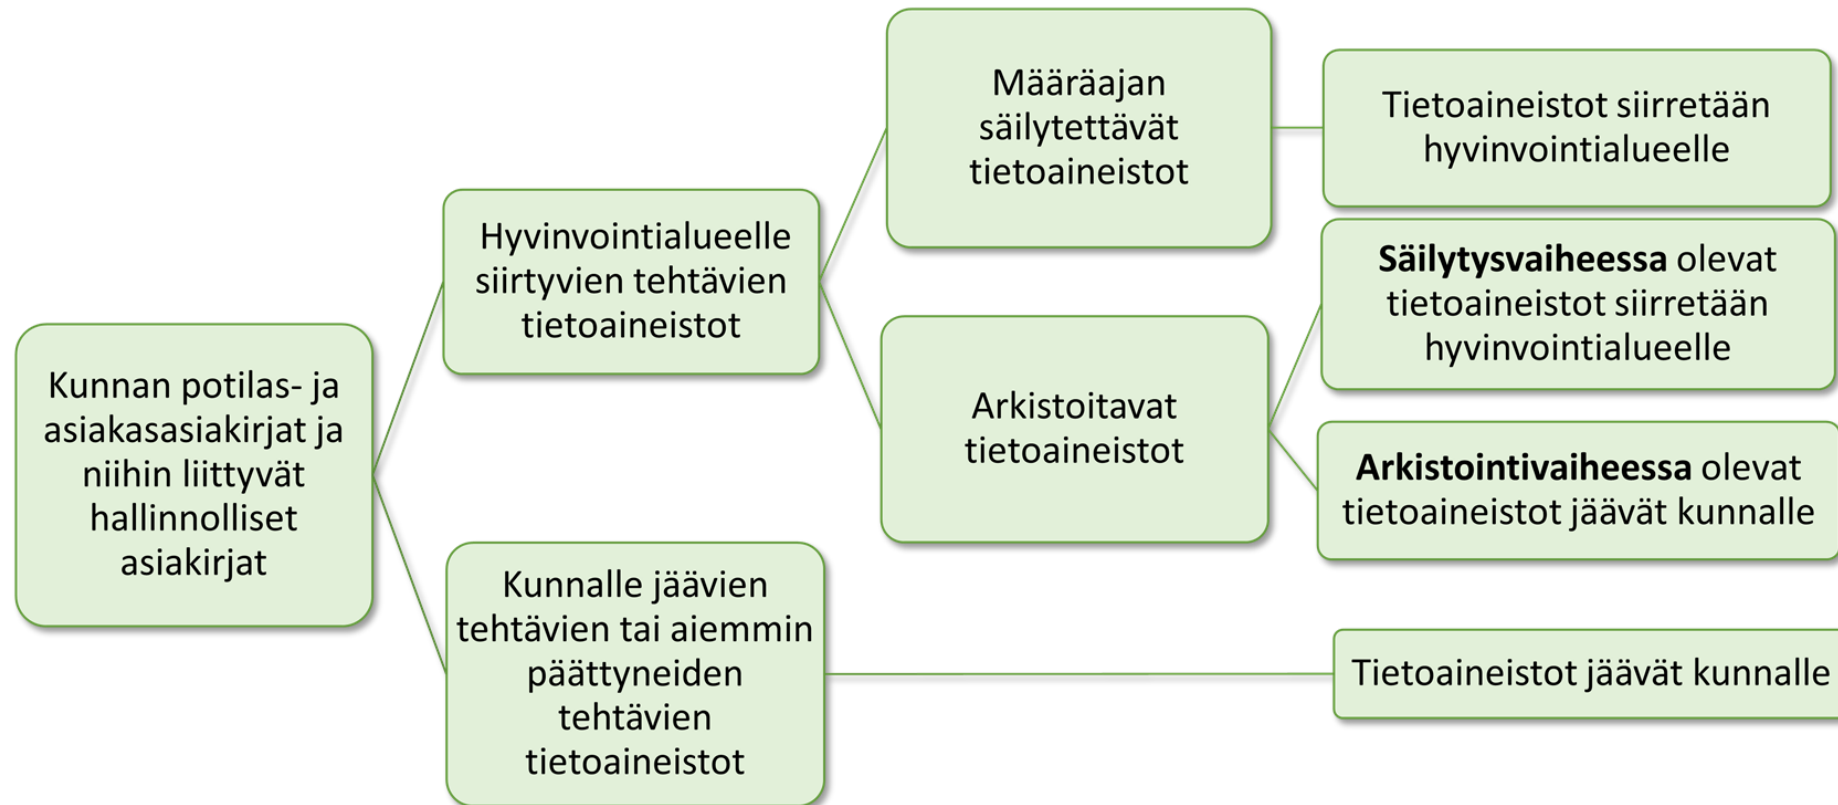 Kunnan potilas- ja
asiakasasiakirjat ja
niihin liittyvät
hallinnolliset
asiakirjat
Hyvinvointialueelle
siirtyvien tehtävien
tietoaineistot
Määräajan
säilytettävät
tietoaineistot
Tietoaineistot siirretään
hyvinvointialueelle
Arkistoitavat
tietoaineistot
Säilytysvaiheessa olevat
tietoaineistot siirretään
hyvinvointialueelle
Arkistointivaiheessa olevat
tietoaineistot jäävät kunnalle
Kunnalle jäävien
tehtävien tai aiemmin
päättyneiden
tehtävien
tietoaineistot
Tietoaineistot jäävät kunnalle